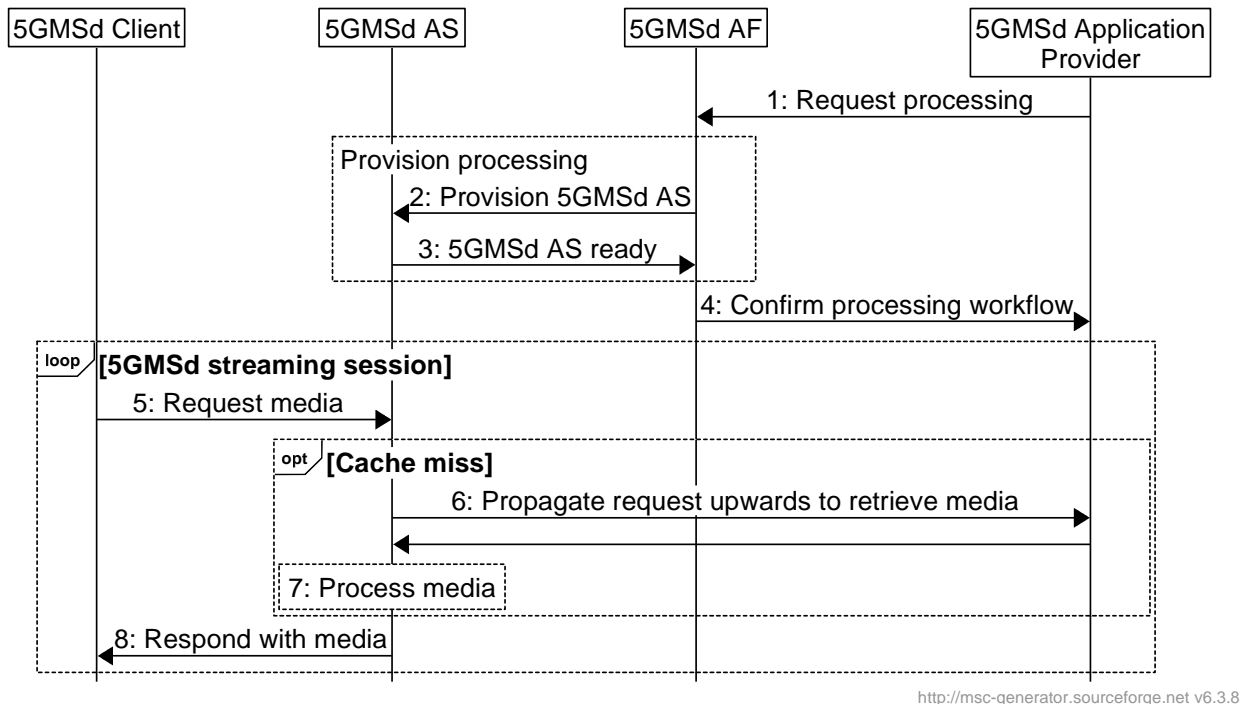 5GMSd Client
5GMSd AS
5GMSd AF
5GMSd Application
Provider
1: Request processing
Provision processing
2: Provision 5GMSd AS
3: 5GMSd AS ready
4: Confirm processing workflow
loop
[5GMSd streaming session]
5: Request media
opt
[Cache miss]
6: Propagate request upwards to retrieve media
7: Process media
8: Respond with media
http://msc-generator.sourceforge.net v6.3.8